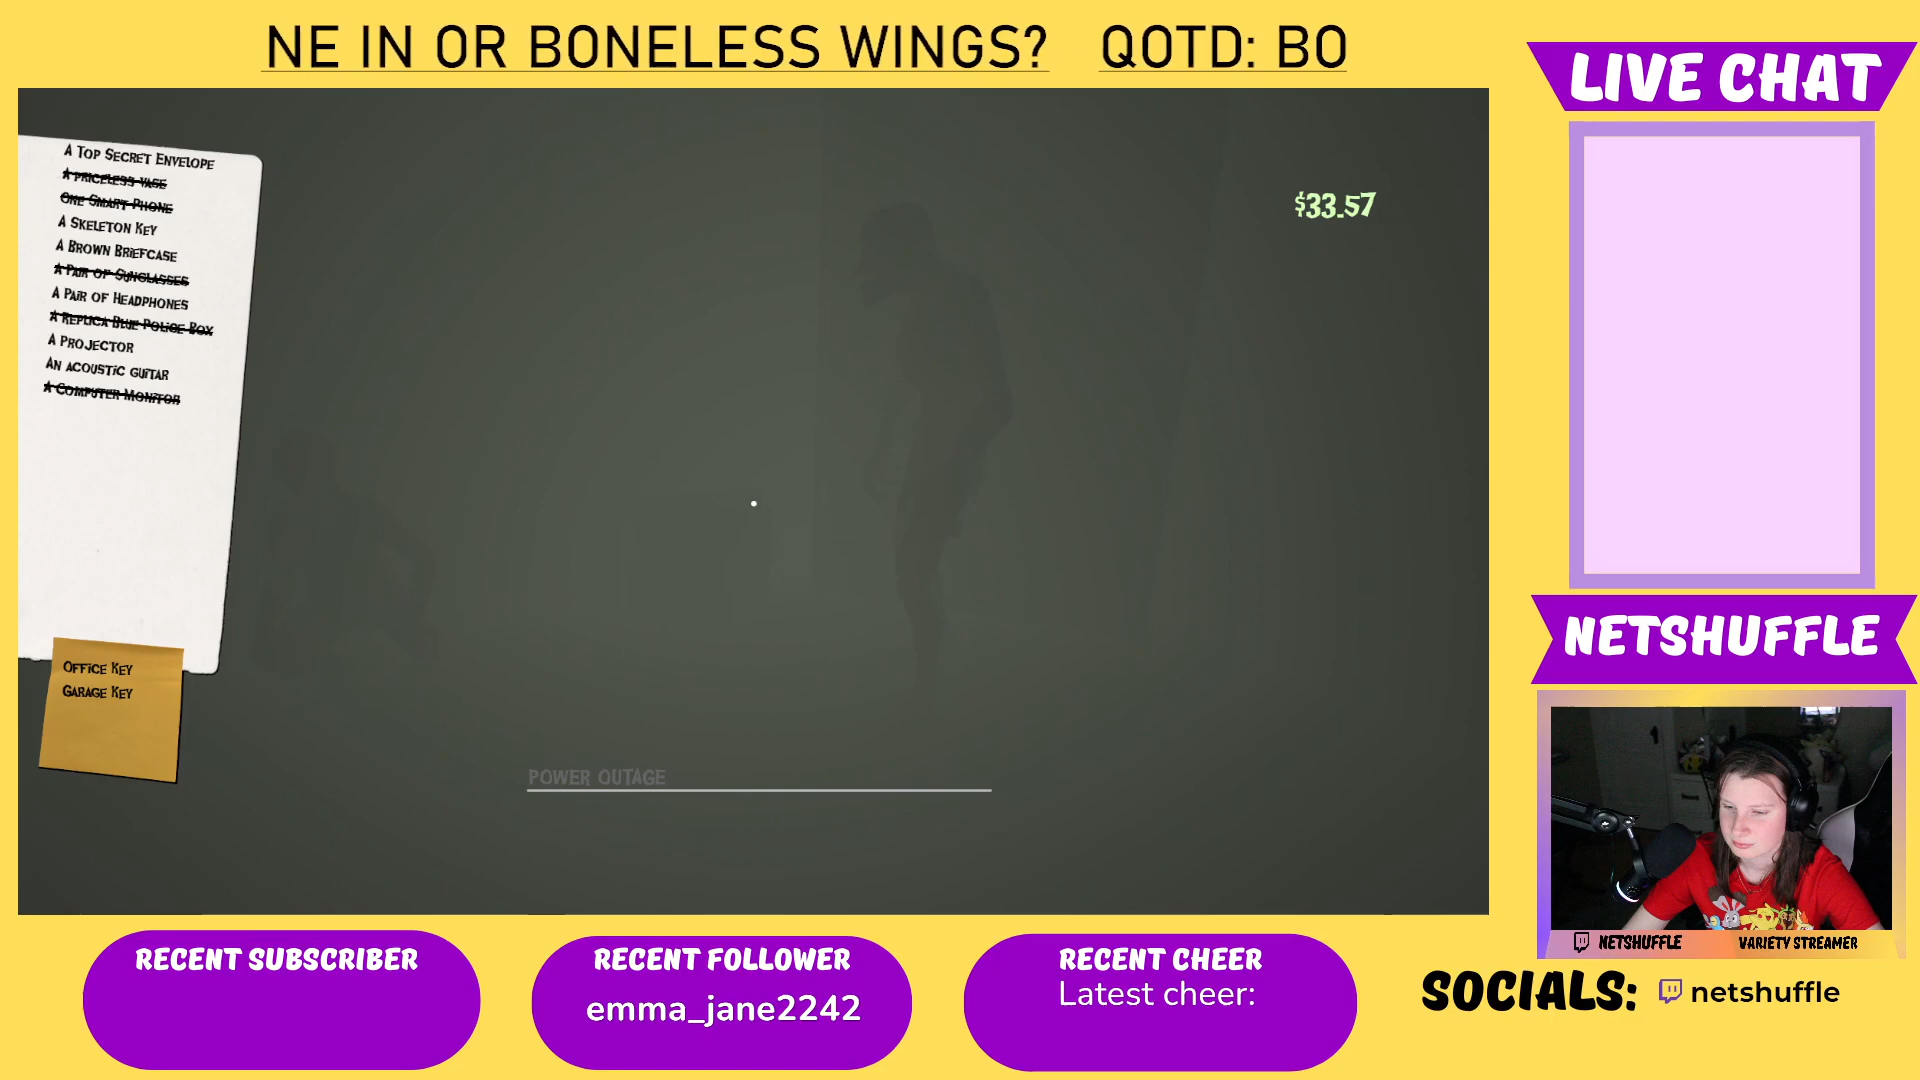 NE IN OR BONELESS WINGS? QOTD: BO
LIVE CHAT
A Top Secret Envelope
A priceless vase
One Smart Phone
A Skeleton Key
A Brown Briefcase
A Pair of Sunglasses
A Pair of Headphones
A Replica Blue Police Box
A Projector
An acoustic guitar
A Computer Monitor
$33.57
Office Key
Garage Key
POWER OUTAGE
NETSHUFFLE
NETSHUFFLE VARIETY STREAMER
RECENT SUBSCRIBER
RECENT FOLLOWER
emma_jane2242
RECENT CHEER
Latest cheer:
SOCIALS: netshuffle